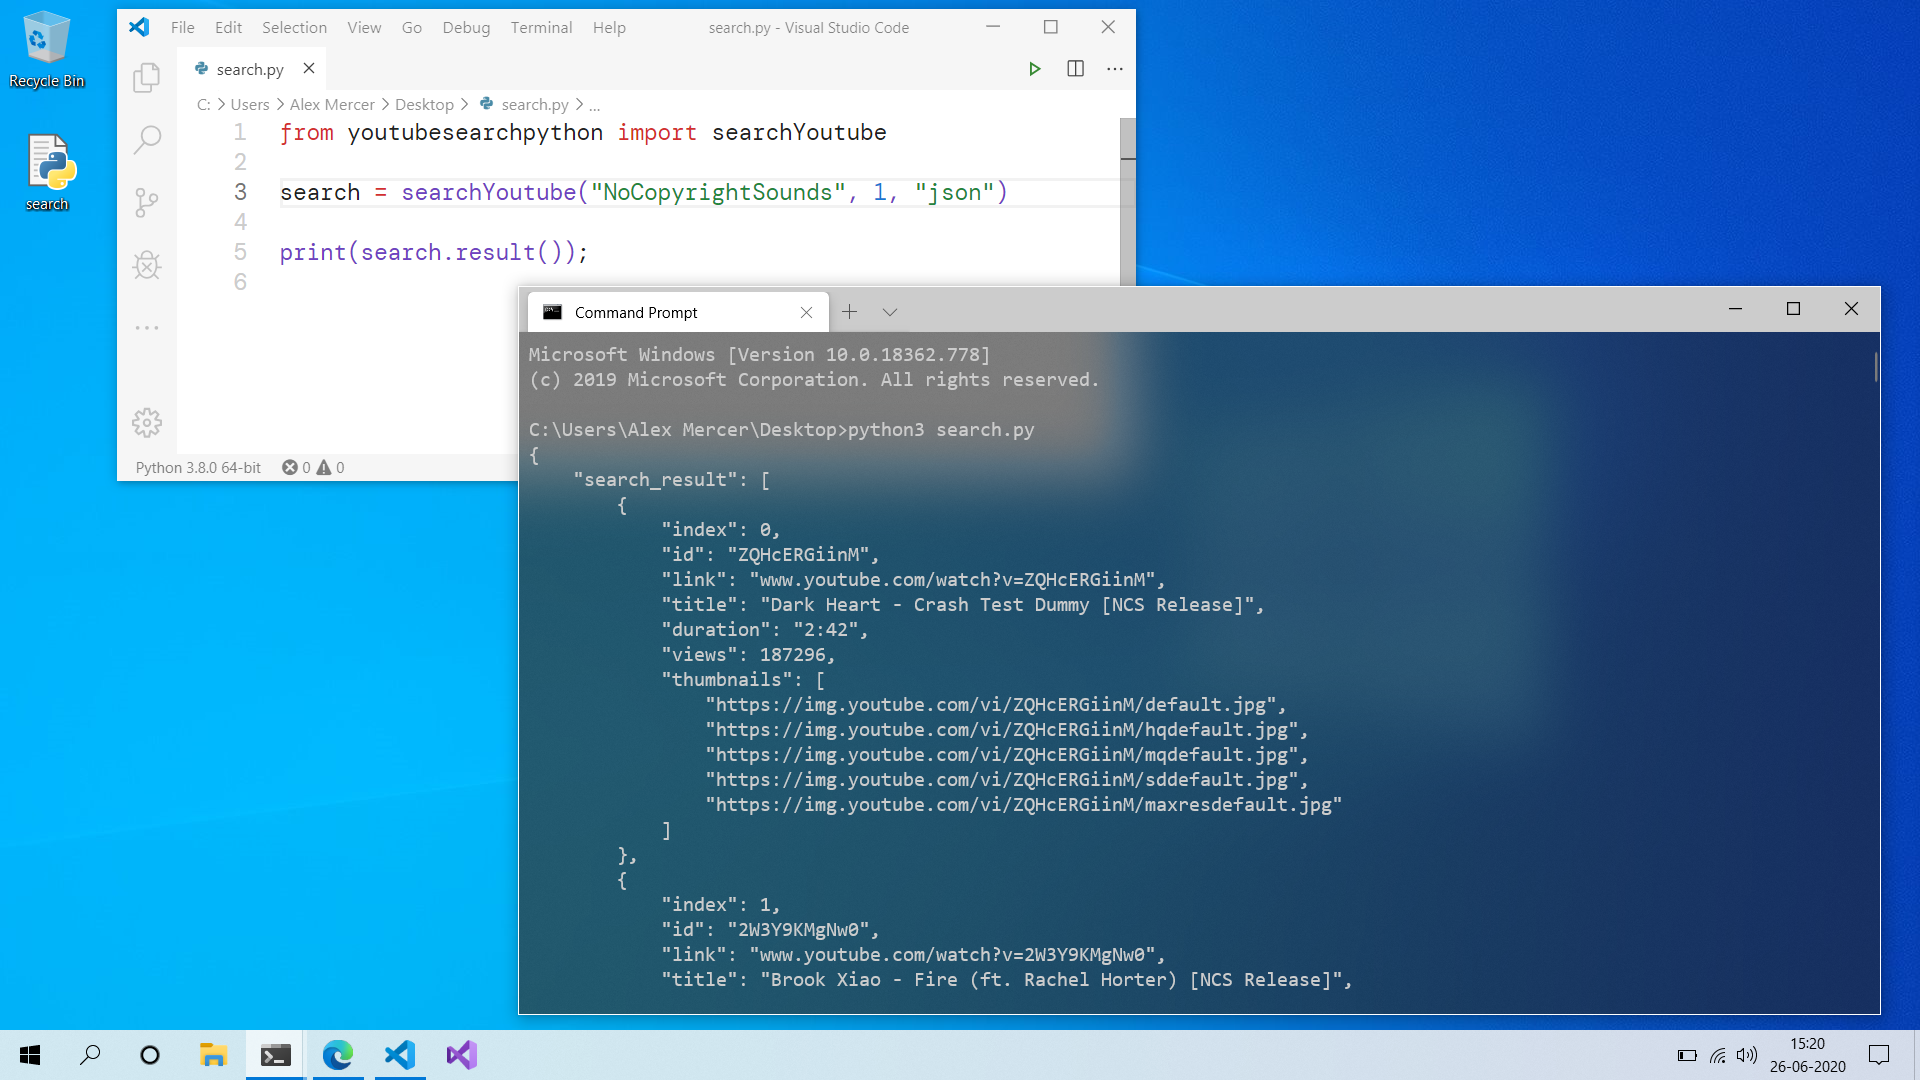 Recycle Bin
search
File Edit Selection View Go Debug Terminal Help
search.py - Visual Studio Code
search.py
C: > Users > Alex Mercer > Desktop > search.py > ...
1 from youtubesearchpython import searchYoutube
2
3 search = searchYoutube("NoCopyrightSounds", 1, "json")
4
5 print(search.result());
6
Python 3.8.0 64-bit 0 0
Command Prompt
Microsoft Windows [Version 10.0.18362.778]
(c) 2019 Microsoft Corporation. All rights reserved.
C:\Users\Alex Mercer\Desktop>python3 search.py
{
"search_result": [
{
"index": 0,
"id": "ZQHcERGiinM",
"link": "www.youtube.com/watch?v=ZQHcERGiinM",
"title": "Dark Heart - Crash Test Dummy [NCS Release]",
"duration": "2:42",
"views": 187296,
"thumbnails": [
"https://img.youtube.com/vi/ZQHcERGiinM/default.jpg",
"https://img.youtube.com/vi/ZQHcERGiinM/hqdefault.jpg",
"https://img.youtube.com/vi/ZQHcERGiinM/mqdefault.jpg",
"https://img.youtube.com/vi/ZQHcERGiinM/sddefault.jpg",
"https://img.youtube.com/vi/ZQHcERGiinM/maxresdefault.jpg"
]
},
{
"index": 1,
"id": "2W3Y9KMgNw0",
"link": "www.youtube.com/watch?v=2W3Y9KMgNw0",
"title": "Brook Xiao - Fire (ft. Rachel Horter) [NCS Release]",
15:20
26-06-2020